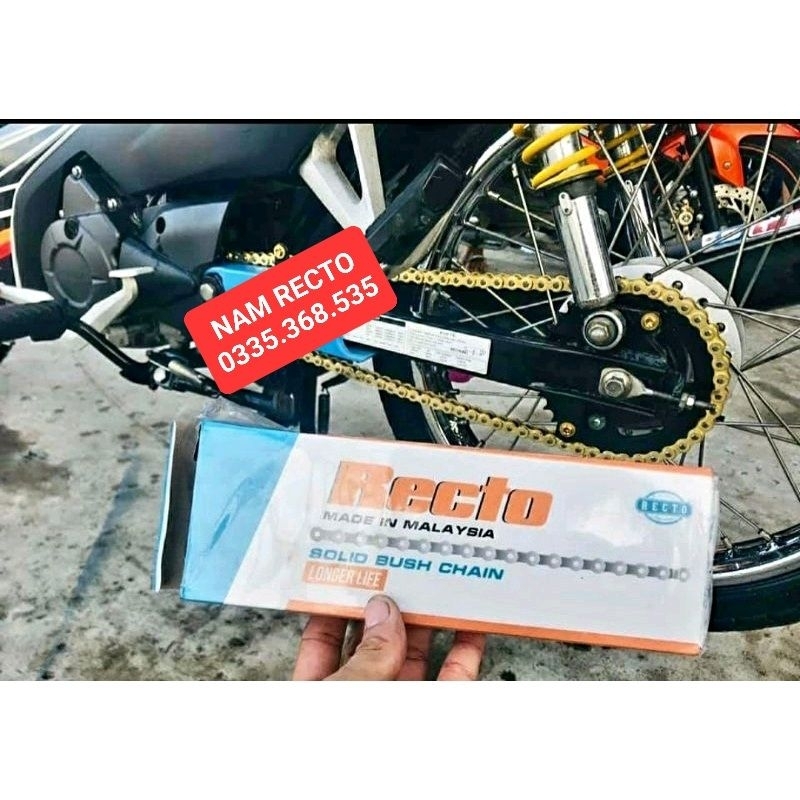 NAM RECTO
0335.368.535
Recto
MADE IN MALAYSIA
RECTO
SOLID BUSH CHAIN
LONGER LIFE